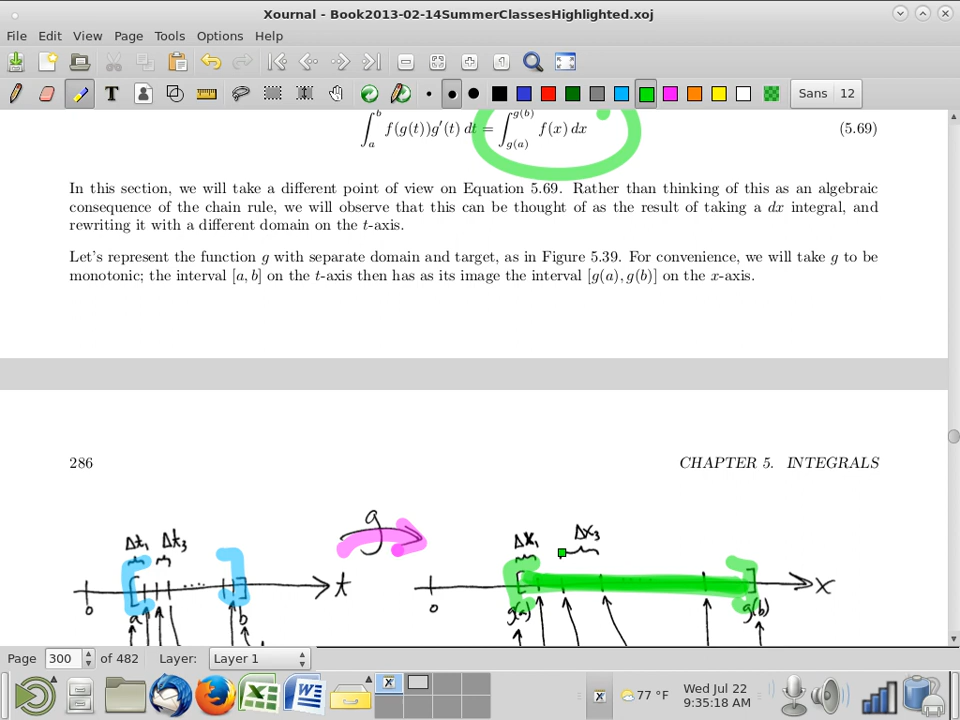 Xournal - Book2013-02-14SummerClassesHighlighted.xoj
File Edit View Page Tools Options Help
Sans 12
∫_a^b f(g(t))g′(t) dt = ∫_{g(a)}^{g(b)} f(x) dx (5.69)
In this section, we will take a different point of view on Equation 5.69. Rather than thinking of this as an algebraic
consequence of the chain rule, we will observe that this can be thought of as the result of taking a dx integral, and
rewriting it with a different domain on the t-axis.
Let's represent the function g with separate domain and target, as in Figure 5.39. For convenience, we will take g to be
monotonic; the interval [a, b] on the t-axis then has as its image the interval [g(a), g(b)] on the x-axis.
286 CHAPTER 5. INTEGRALS
g
Δt₁ Δt₃ Δx₁ Δx₃
[ ] t [ ] x
0 a b 0 g(a) g(b)
Page 300 of 482 Layer: Layer 1
77 °F
Wed Jul 22
9:35:18 AM